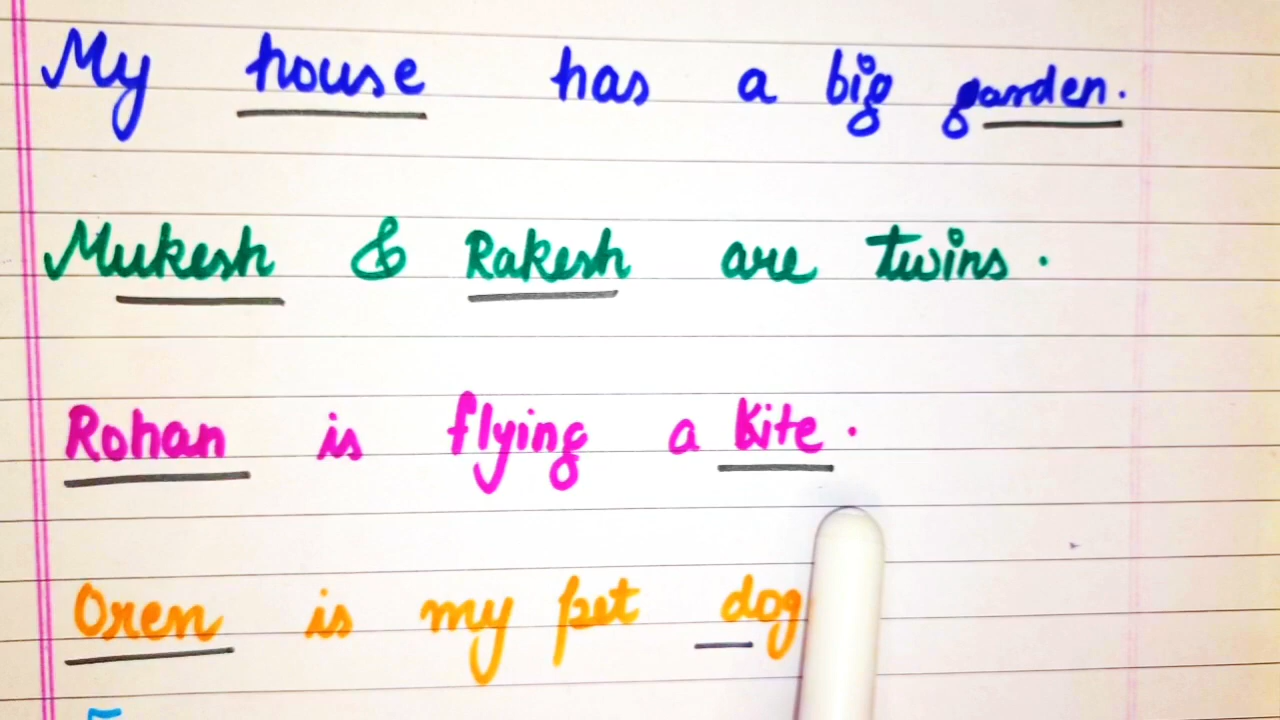 My house has a big garden.
Mukesh & Rakesh are twins.
Rohan is flying a kite.
Oren is my pet dog